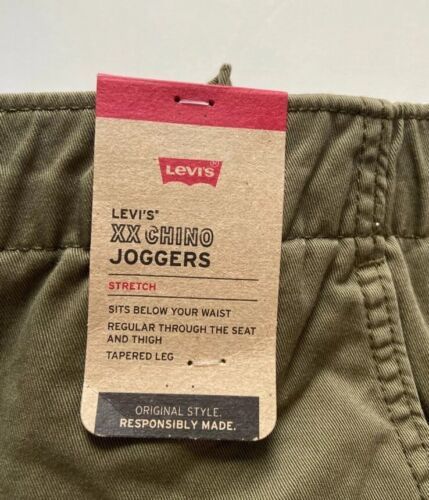 LEVI'S
LEVI'S®
XX CHINO
JOGGERS
STRETCH
SITS BELOW YOUR WAIST
REGULAR THROUGH THE SEAT
AND THIGH
TAPERED LEG
ORIGINAL STYLE.
RESPONSIBLY MADE.